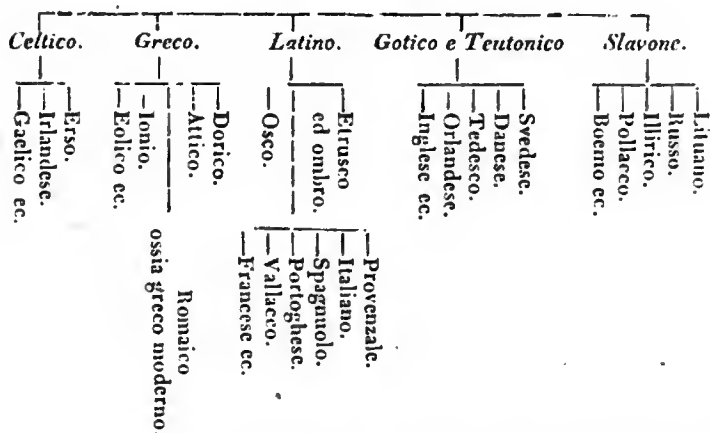 Celtico. Greco. Latino. Gotico e Teutonico Slavone.
Erso.
Irlandese.
Gaelico ec.
Dorico.
Attico.
Ionio.
Eolico ec.
Romaico
ossia greco moderno.
Etrusco
ed ombro.
Osco.
Provenzale.
Italiano.
Spagnuolo.
Portoghese.
Vallacco.
Francese ec.
Svedese.
Danese.
Tedesco.
Orlandese.
Inglese ec.
Lituano.
Russo.
Illirico.
Pollacco.
Boemo ec.